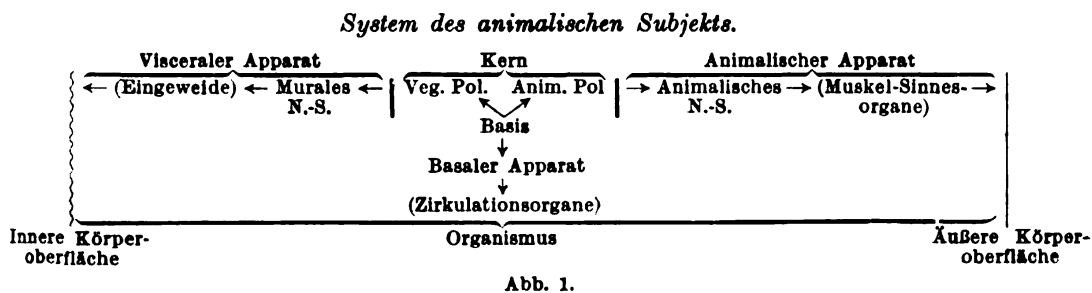 System des animalischen Subjekts.
Visceraler Apparat Kern Animalischer Apparat
(Eingeweide) Murales Veg. Pol. Anim. Pol Animalisches (Muskel-Sinnes-
N.-S. N.-S. organe)
Basis
Basaler Apparat
(Zirkulationsorgane)
Innere Körper- Organismus Äußere Körper-
oberfläche oberfläche
Abb. 1.